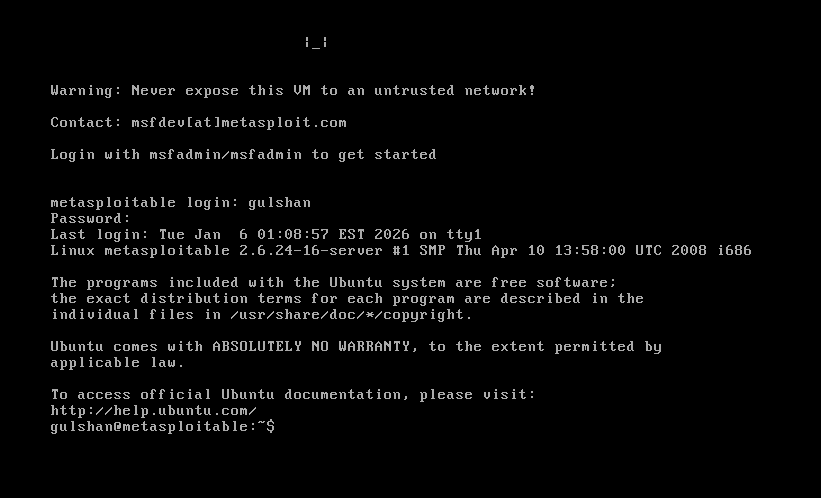 |_|
Warning: Never expose this VM to an untrusted network!
Contact: msfdev[at]metasploit.com
Login with msfadmin/msfadmin to get started
metasploitable login: gulshan
Password:
Last login: Tue Jan  6 01:08:57 EST 2026 on tty1
Linux metasploitable 2.6.24-16-server #1 SMP Thu Apr 10 13:58:00 UTC 2008 i686
The programs included with the Ubuntu system are free software;
the exact distribution terms for each program are described in the
individual files in /usr/share/doc/*/copyright.
Ubuntu comes with ABSOLUTELY NO WARRANTY, to the extent permitted by
applicable law.
To access official Ubuntu documentation, please visit:
http://help.ubuntu.com/
gulshan@metasploitable:~$